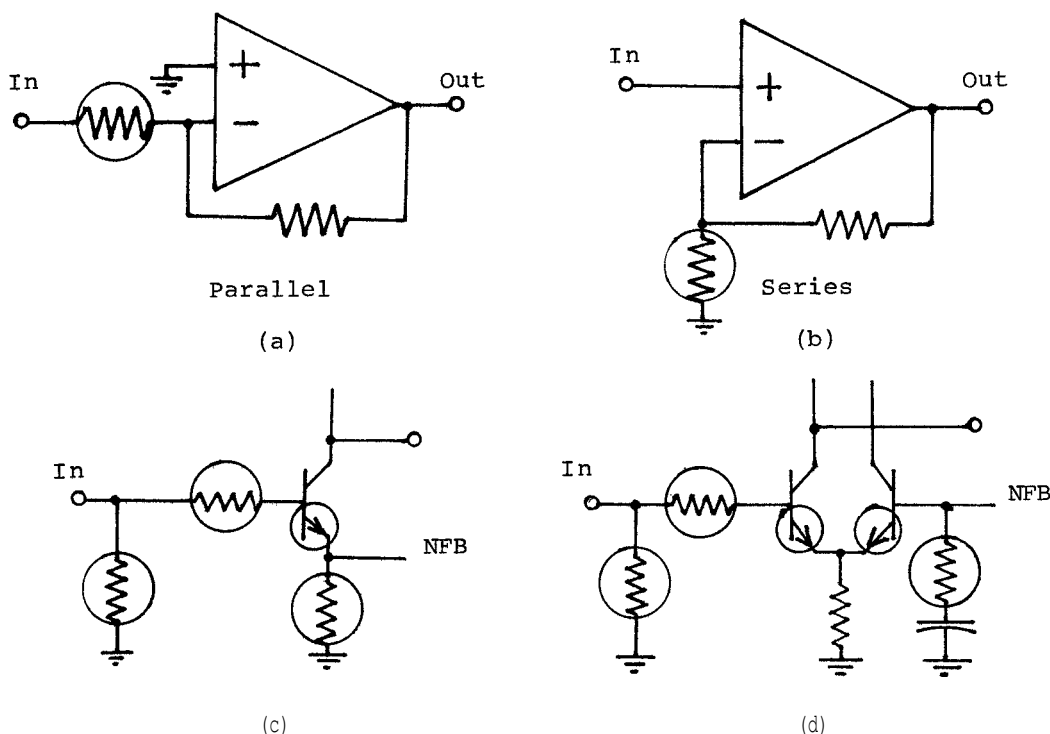 In
+
−
Out
Parallel
(a)
In
+
−
Out
Series
(b)
In
NFB
(c)
In
NFB
(d)